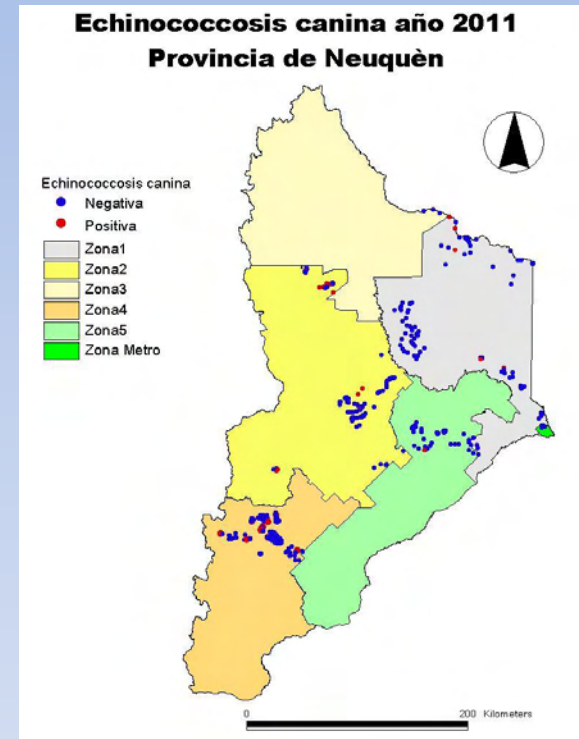 Echinococcosis canina año 2011
Provincia de Neuquèn
Echinococcosis canina
Negativa
Positiva
Zona1
Zona2
Zona3
Zona4
Zona5
Zona Metro
0 200 Kilometers